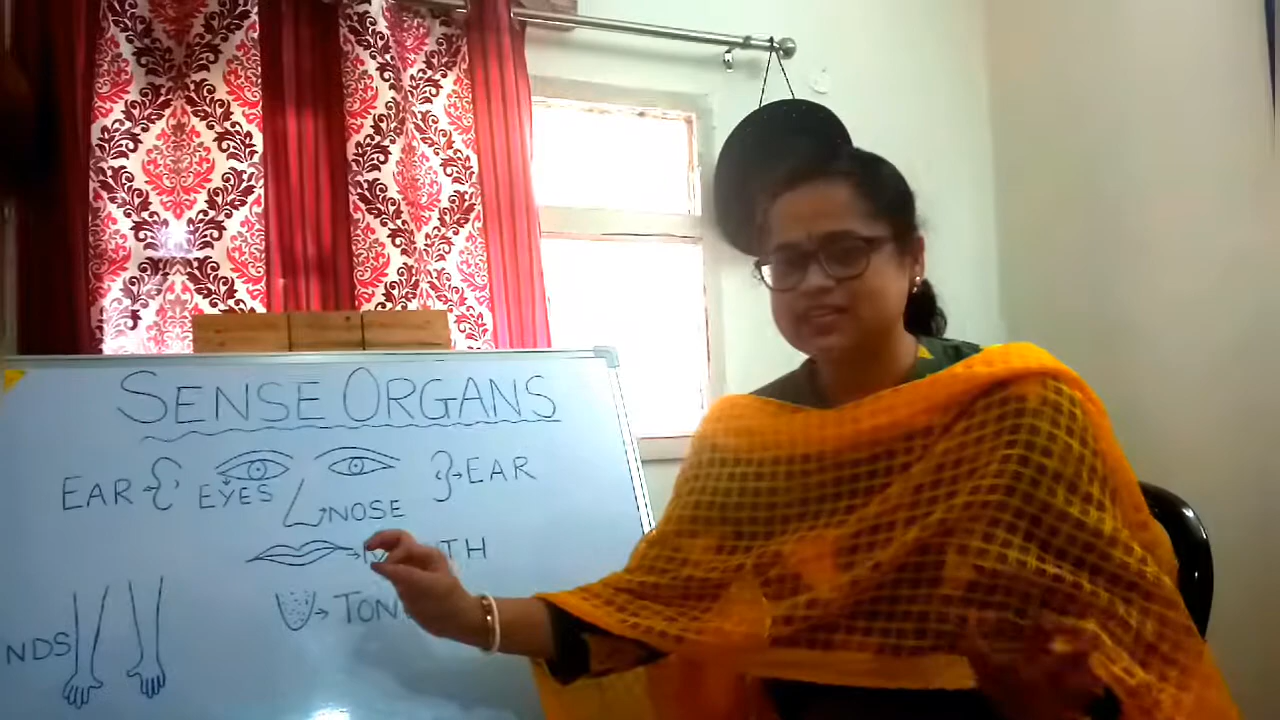 SENSE ORGANS
EAR EYES EAR
NOSE
TH
TON
NDS